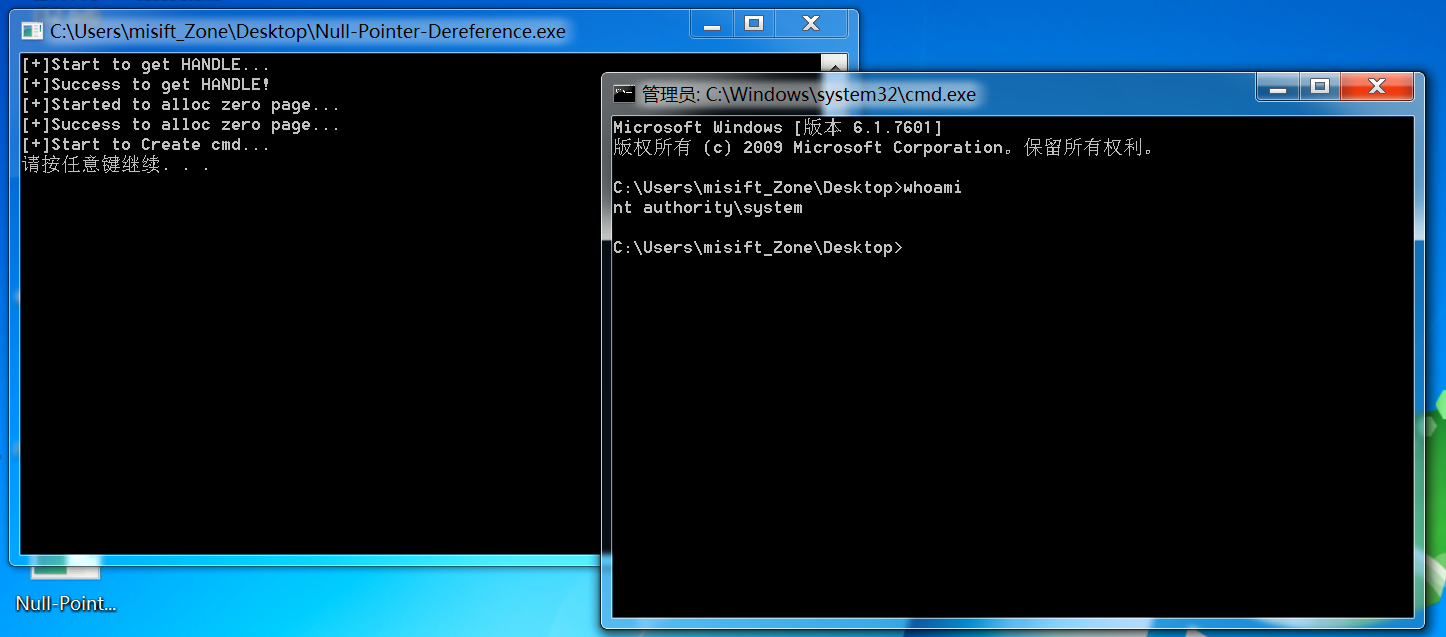 C:\Users\misift_Zone\Desktop\Null-Pointer-Dereference.exe
[+]Start to get HANDLE...
[+]Success to get HANDLE!
[+]Started to alloc zero page...
[+]Success to alloc zero page...
[+]Start to Create cmd...
请按任意键继续. . .
管理员: C:\Windows\system32\cmd.exe
Microsoft Windows [版本 6.1.7601]
版权所有 (c) 2009 Microsoft Corporation。保留所有权利。
C:\Users\misift_Zone\Desktop>whoami
nt authority\system
C:\Users\misift_Zone\Desktop>
Null-Point...